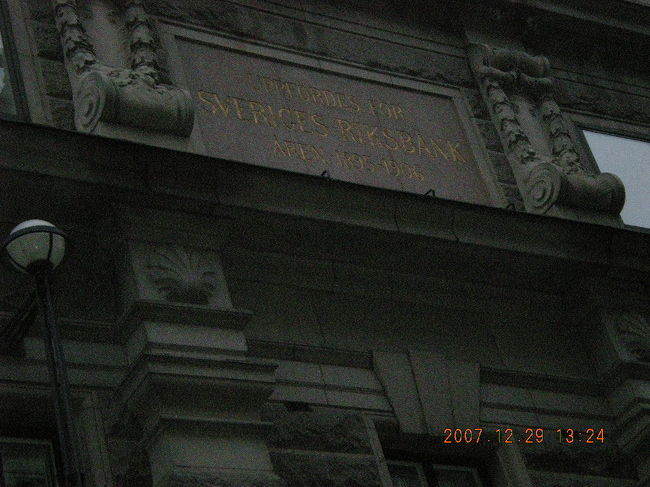 UPPFÖRDES FÖR
SVERIGES RIKSBANK
ÅREN 1895-1906
2007.12.29 13:24